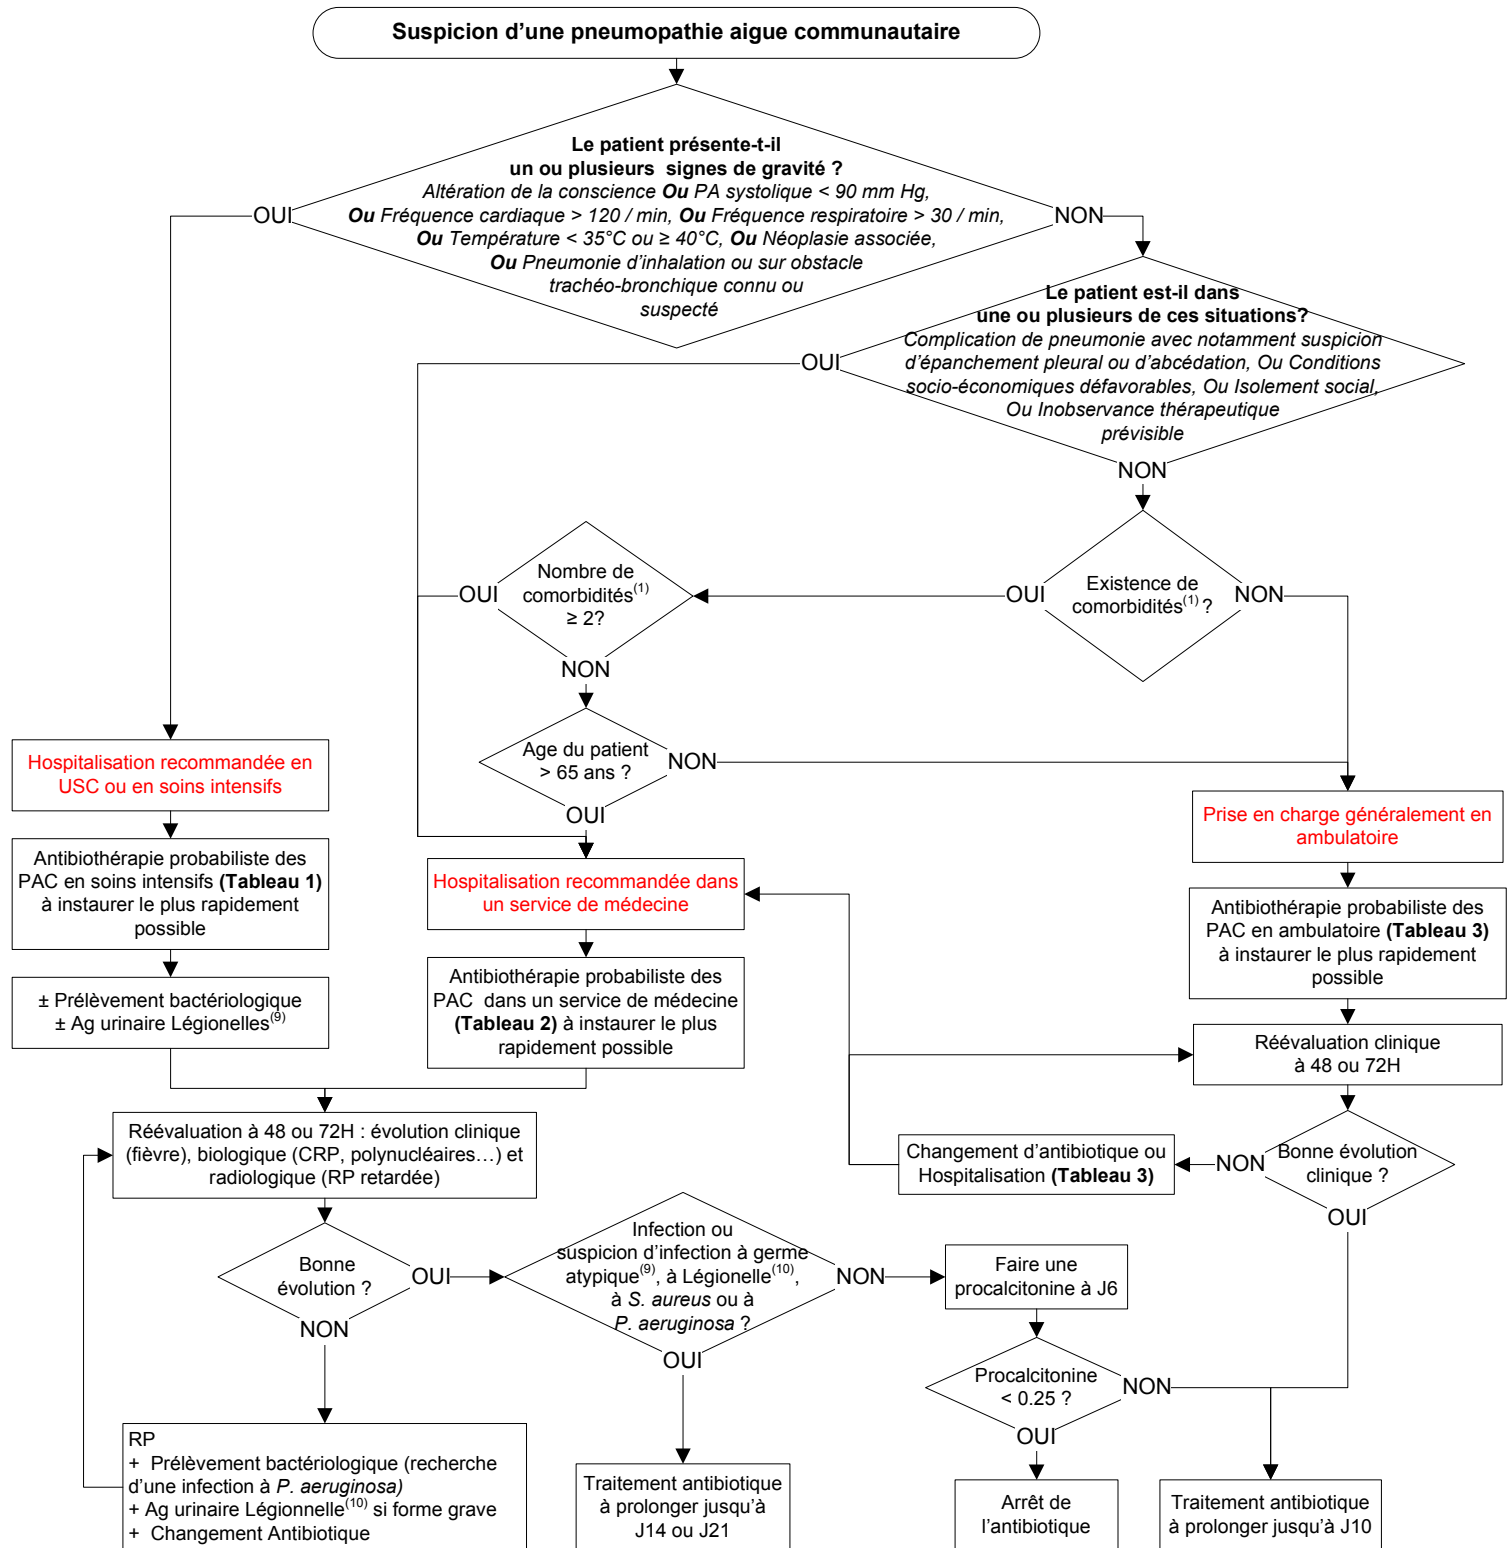 Suspicion d'une pneumopathie aigue communautaire
Le patient présente-t-il
un ou plusieurs signes de gravité ?
Altération de la conscience Ou PA systolique < 90 mm Hg,
Ou Fréquence cardiaque > 120 / min, Ou Fréquence respiratoire > 30 / min,
Ou Température < 35°C ou ≥ 40°C, Ou Néoplasie associée,
Ou Pneumonie d'inhalation ou sur obstacle
trachéo-bronchique connu ou
suspecté
OUI
NON
Le patient est-il dans
une ou plusieurs de ces situations?
Complication de pneumonie avec notamment suspicion
d'épanchement pleural ou d'abcédation, Ou Conditions
socio-économiques défavorables, Ou Isolement social,
Ou Inobservance thérapeutique
prévisible
OUI
NON
Existence de
comorbidités(1) ?
OUI
NON
Nombre de
comorbidités(1)
≥ 2?
OUI
NON
Age du patient
> 65 ans ?
NON
OUI
Hospitalisation recommandée en
USC ou en soins intensifs
Antibiothérapie probabiliste des
PAC en soins intensifs (Tableau 1)
à instaurer le plus rapidement
possible
± Prélèvement bactériologique
± Ag urinaire Légionelles(9)
Hospitalisation recommandée dans
un service de médecine
Antibiothérapie probabiliste des
PAC dans un service de médecine
(Tableau 2) à instaurer le plus
rapidement possible
Prise en charge généralement en
ambulatoire
Antibiothérapie probabiliste des
PAC en ambulatoire (Tableau 3)
à instaurer le plus rapidement
possible
Réévaluation clinique
à 48 ou 72H
Bonne évolution
clinique ?
NON
OUI
Changement d'antibiotique ou
Hospitalisation (Tableau 3)
Réévaluation à 48 ou 72H : évolution clinique
(fièvre), biologique (CRP, polynucléaires…) et
radiologique (RP retardée)
Bonne
évolution ?
OUI
NON
Infection ou
suspicion d'infection à germe
atypique(9), à Légionelle(10),
à S. aureus ou à
P. aeruginosa ?
NON
OUI
Faire une
procalcitonine à J6
Procalcitonine
< 0.25 ?
NON
OUI
RP
+ Prélèvement bactériologique (recherche
d'une infection à P. aeruginosa)
+ Ag urinaire Légionnelle(10) si forme grave
+ Changement Antibiotique
Traitement antibiotique
à prolonger jusqu'à
J14 ou J21
Arrêt de
l'antibiotique
Traitement antibiotique
à prolonger jusqu'à J10